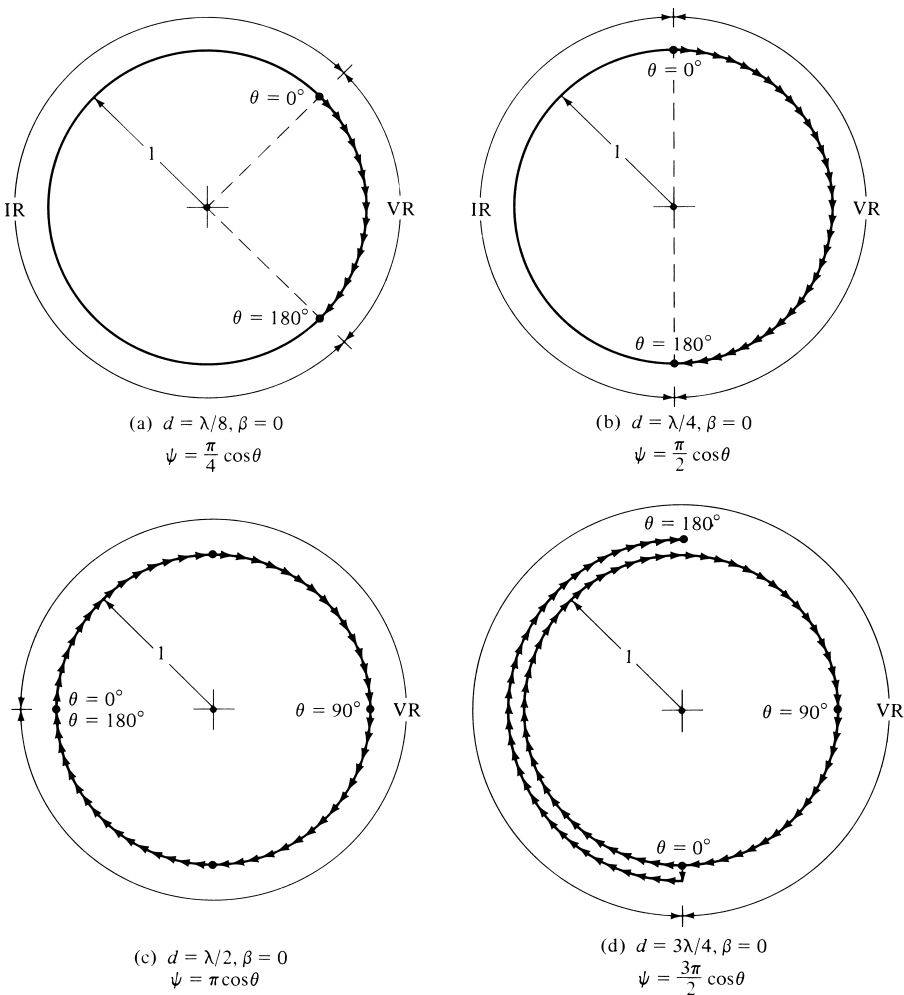 θ = 0°
1
IR
VR
θ = 180°
(a) d = λ/8, β = 0
ψ = π/4 cosθ
θ = 0°
1
IR
VR
θ = 180°
(b) d = λ/4, β = 0
ψ = π/2 cosθ
1
θ = 0°
θ = 180°
θ = 90°
VR
(c) d = λ/2, β = 0
ψ = π cosθ
θ = 180°
1
θ = 90°
VR
θ = 0°
(d) d = 3λ/4, β = 0
ψ = 3π/2 cosθ